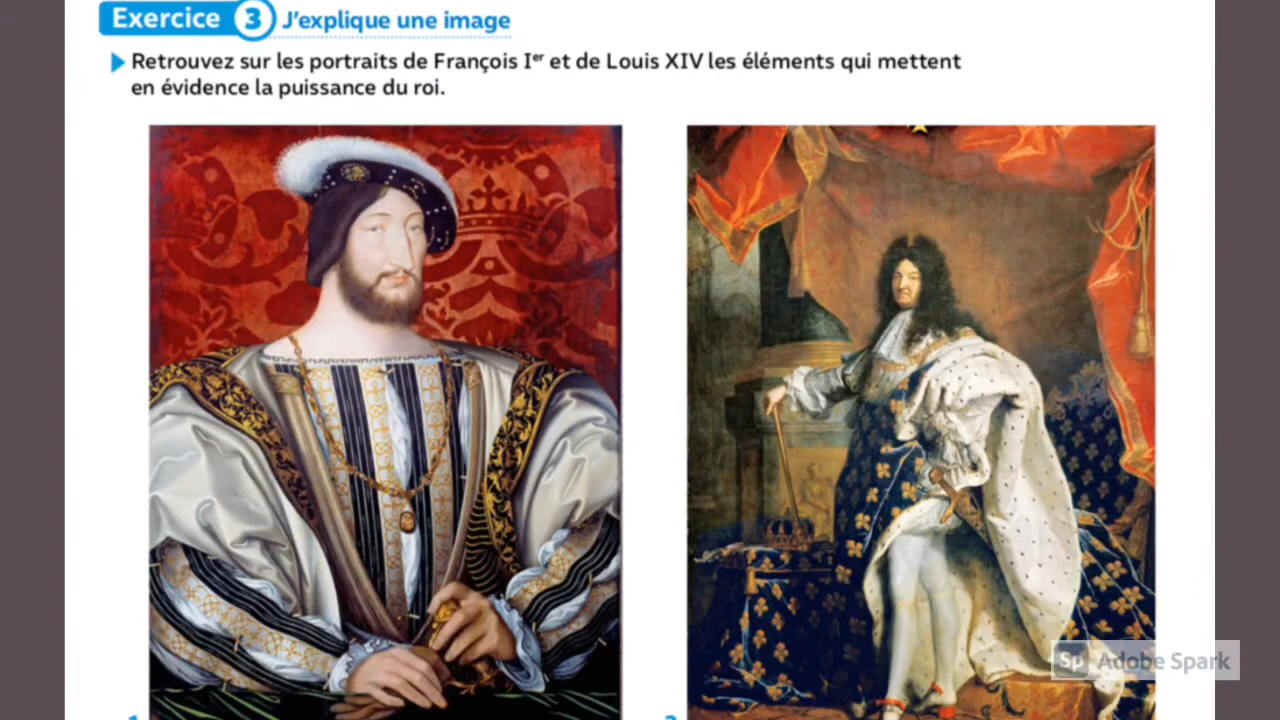 Exercice 3 J'explique une image
Retrouvez sur les portraits de François Ier et de Louis XIV les éléments qui mettent
en évidence la puissance du roi.
Sp Adobe Spark